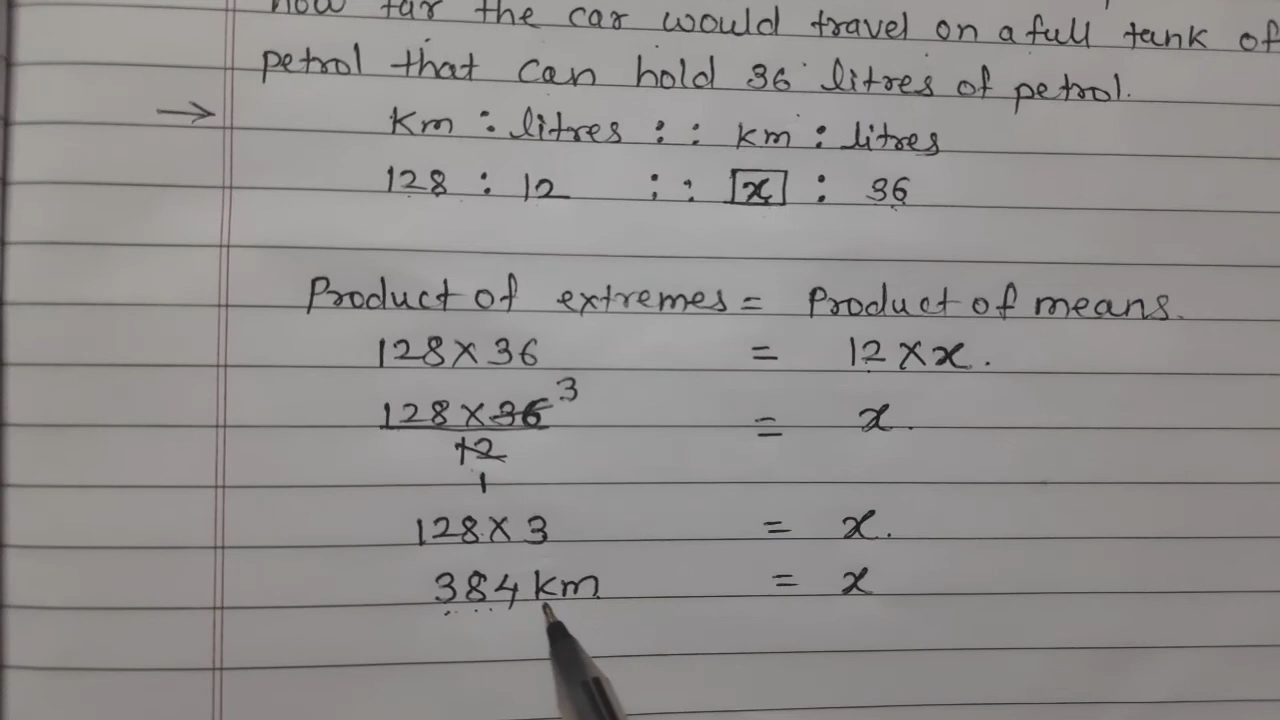 how far the car would travel on a full tank of
petrol that can hold 36 litres of petrol.
→ Km : litres :: km : litres
128 : 12 :: x : 36
Product of extremes = Product of means.
128 × 36 = 12 × x.
128 × 36 3 = x.
12
1
128 × 3 = x.
384 km = x